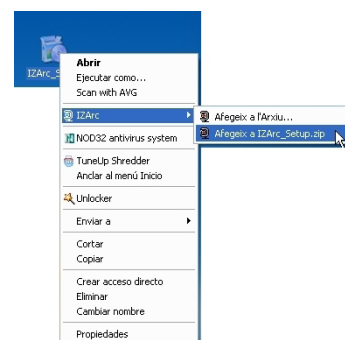 IZArc_S
Abrir
Ejecutar como...
Scan with AVG
IZArc
Afegeix a l'Arxiu...
Afegeix a IZArc_Setup.zip
NOD32 antivirus system
TuneUp Shredder
Anclar al menú Inicio
Unlocker
Enviar a
Cortar
Copiar
Crear acceso directo
Eliminar
Cambiar nombre
Propiedades